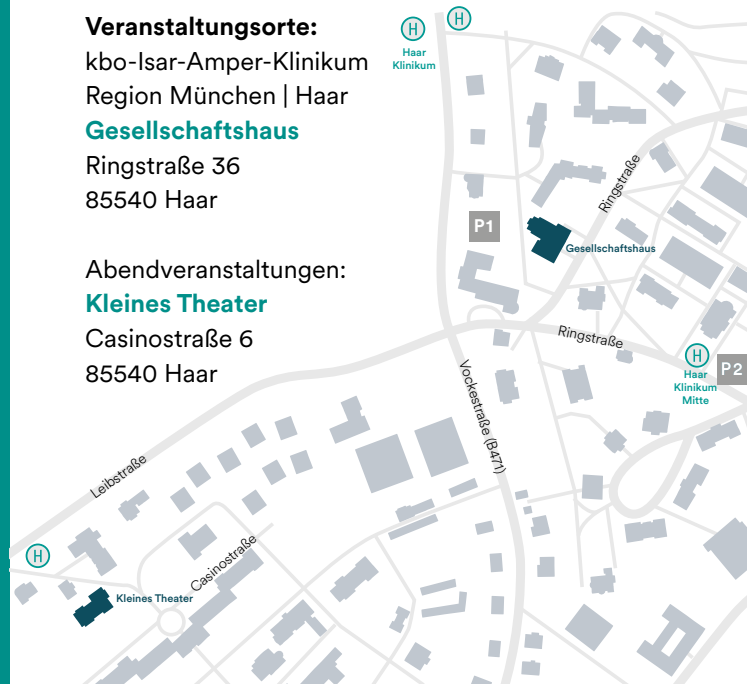 Veranstaltungsorte:
kbo-Isar-Amper-Klinikum
Region München | Haar
Gesellschaftshaus
Ringstraße 36
85540 Haar
Abendveranstaltungen:
Kleines Theater
Casinostraße 6
85540 Haar
H
H
Haar
Klinikum
Ringstraße
P1
Gesellschaftshaus
Ringstraße
H
Haar
Klinikum
Mitte
P2
Vockestraße (B471)
Leibstraße
H
Casinostraße
Kleines Theater